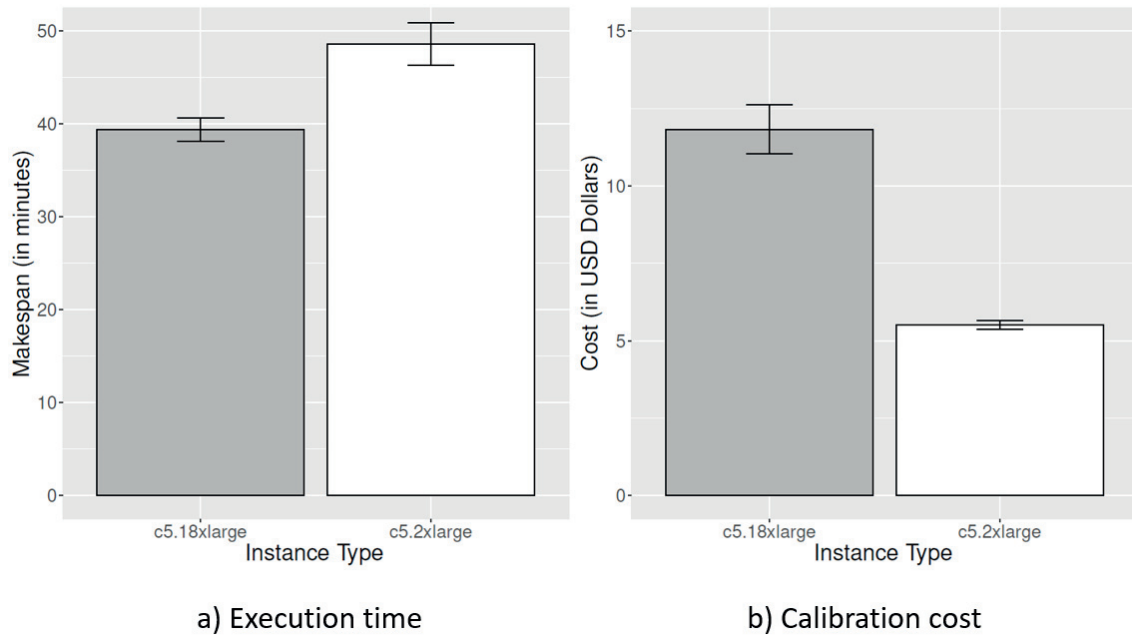 Makespan (in minutes)
50
40
30
20
10
0
c5.18xlarge c5.2xlarge
Instance Type
a) Execution time
Cost (in USD Dollars)
15
10
5
0
c5.18xlarge c5.2xlarge
Instance Type
b) Calibration cost